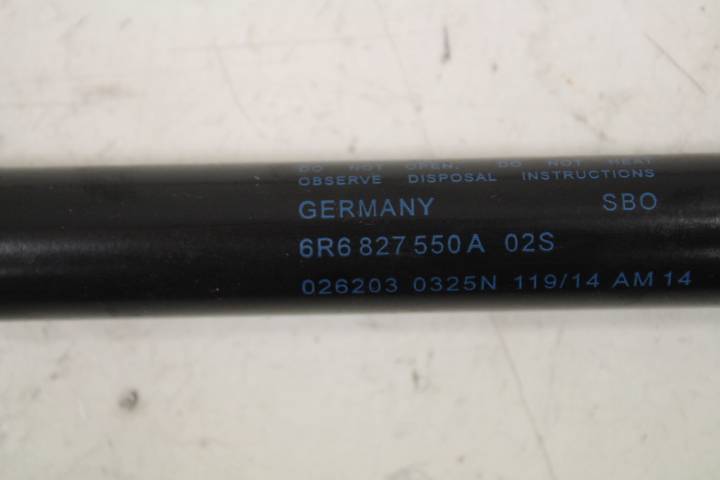 DO NOT OPEN. DO NOT HEAT
OBSERVE DISPOSAL INSTRUCTIONS
GERMANY SBO
6R6 827 550 A 02S
026203 0325N 119/14 AM 14